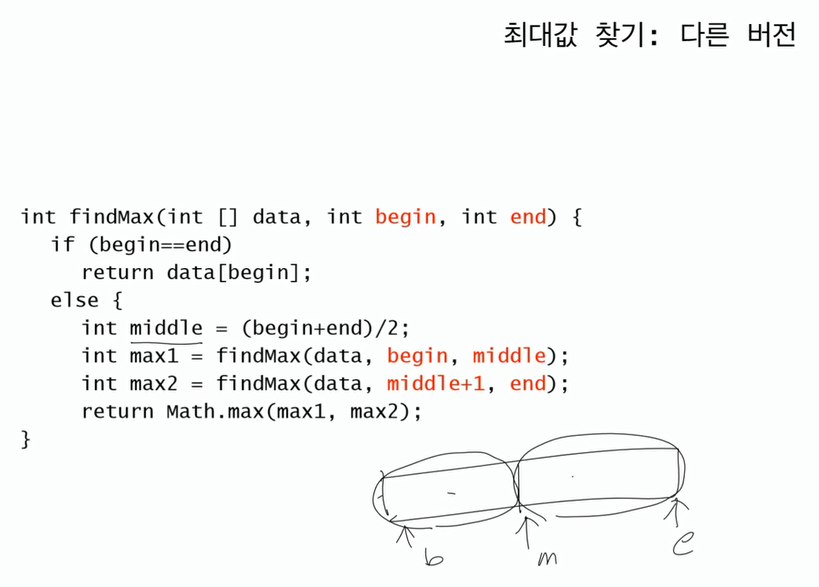 최대값 찾기: 다른 버전
int findMax(int [] data, int begin, int end) {
if (begin==end)
return data[begin];
else {
int middle = (begin+end)/2;
int max1 = findMax(data, begin, middle);
int max2 = findMax(data, middle+1, end);
return Math.max(max1, max2);
}
b m e